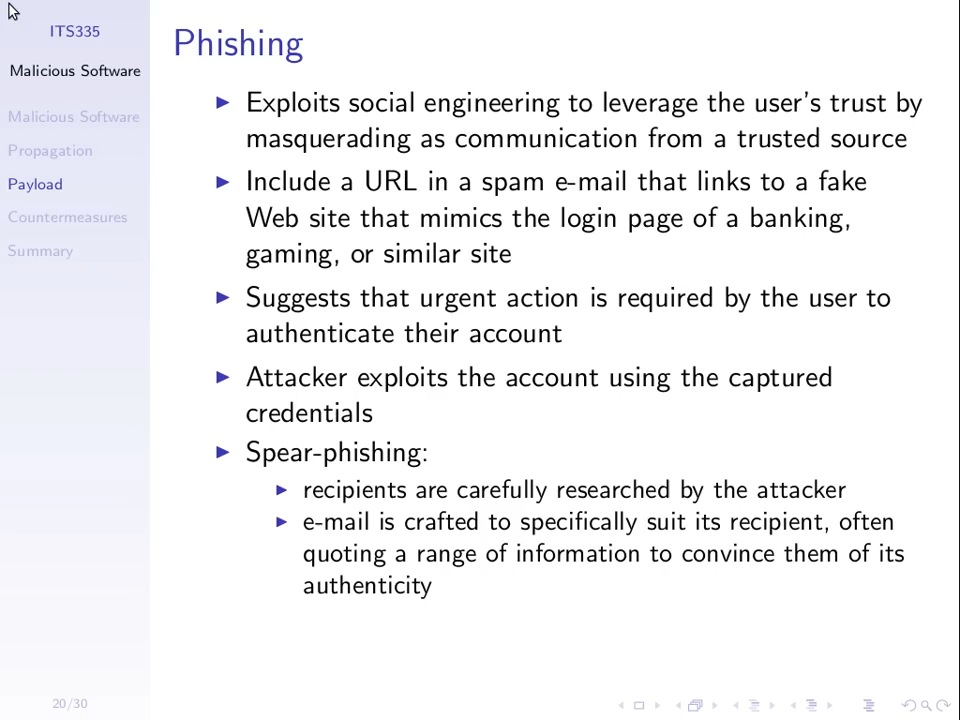 ITS335
Malicious Software
Malicious Software
Propagation
Payload
Countermeasures
Summary
Phishing
Exploits social engineering to leverage the user's trust by
masquerading as communication from a trusted source
Include a URL in a spam e-mail that links to a fake
Web site that mimics the login page of a banking,
gaming, or similar site
Suggests that urgent action is required by the user to
authenticate their account
Attacker exploits the account using the captured
credentials
Spear-phishing:
recipients are carefully researched by the attacker
e-mail is crafted to specifically suit its recipient, often
quoting a range of information to convince them of its
authenticity
20/30